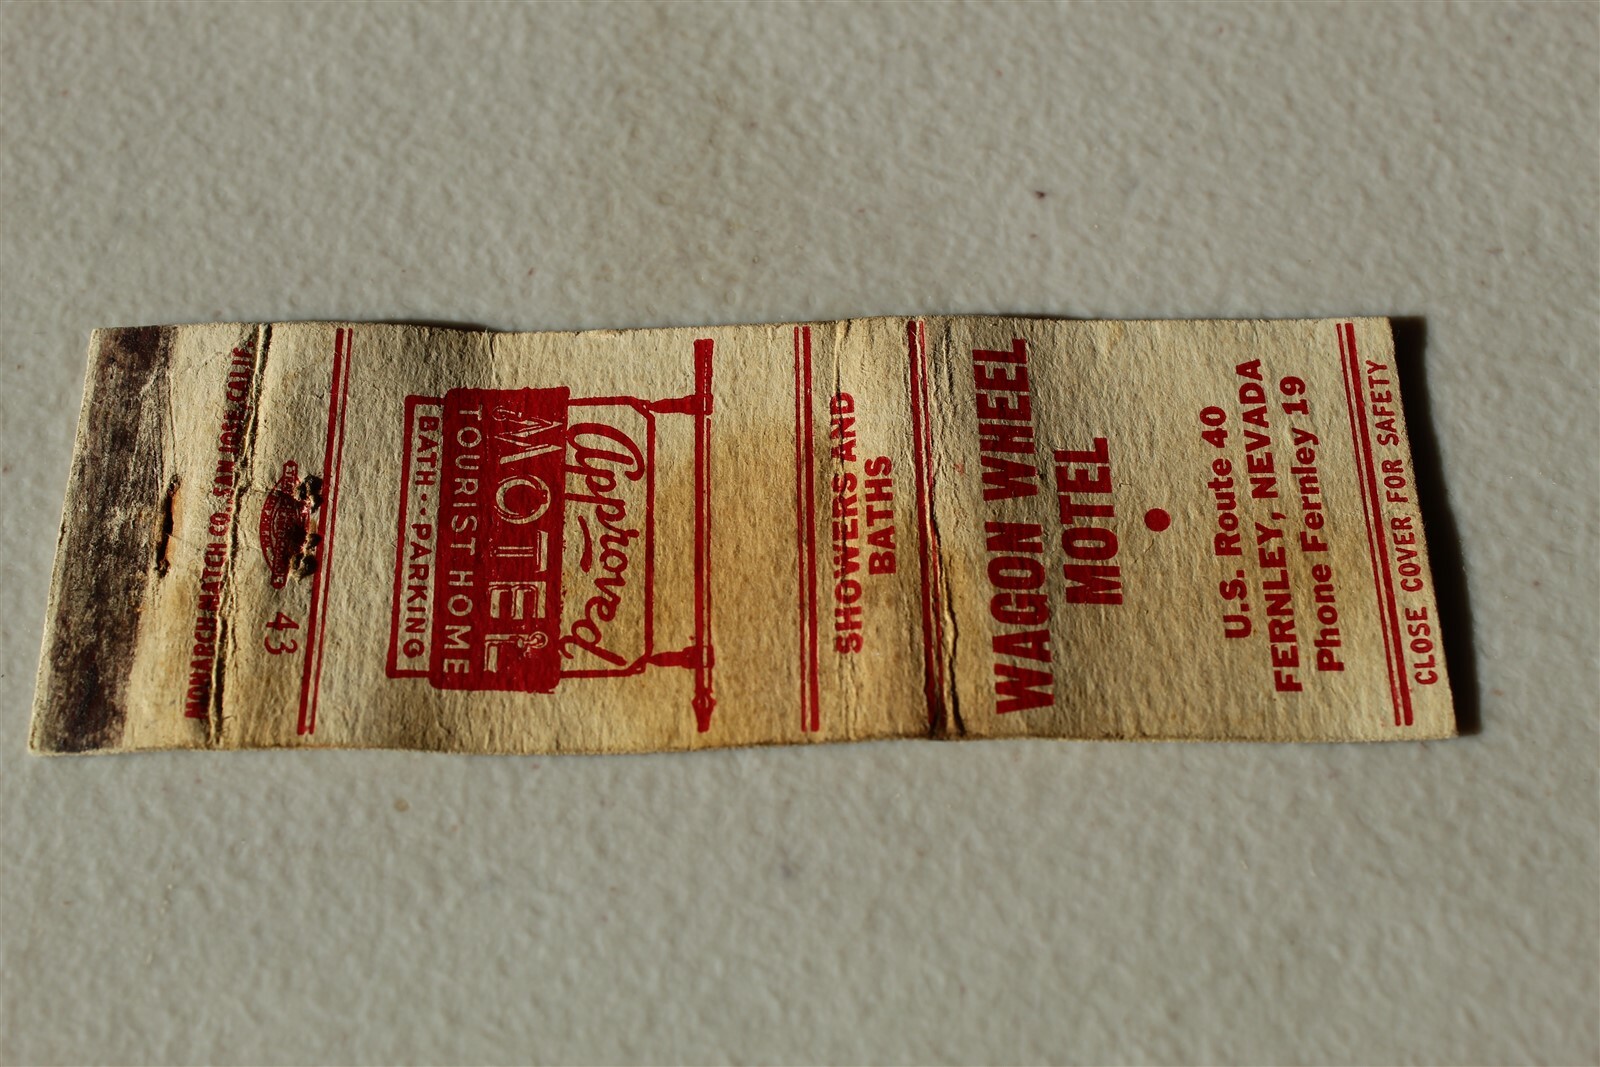 MONARCH MATCH CO. SAN JOSE, CALIF.
43
Approved
MOTEL
TOURIST HOME
BATH · · PARKING
SHOWERS AND
BATHS
WAGON WHEEL
MOTEL
U.S. Route 40
FERNLEY, NEVADA
Phone Fernley 19
CLOSE COVER FOR SAFETY